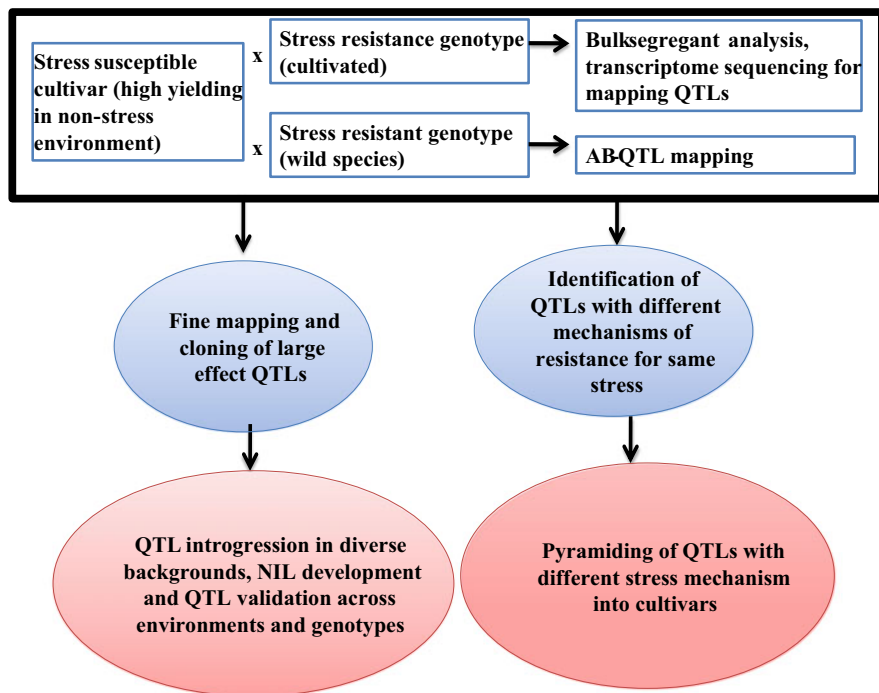 Stress susceptible
cultivar (high yielding
in non-stress
environment)
x
Stress resistance genotype
(cultivated)
Bulksegregant analysis,
transcriptome sequencing for
mapping QTLs
x
Stress resistant genotype
(wild species)
AB-QTL mapping
Fine mapping and
cloning of large
effect QTLs
Identification of
QTLs with different
mechanisms of
resistance for same
stress
QTL introgression in diverse
backgrounds, NIL development
and QTL validation across
environments and genotypes
Pyramiding of QTLs with
different stress mechanism
into cultivars